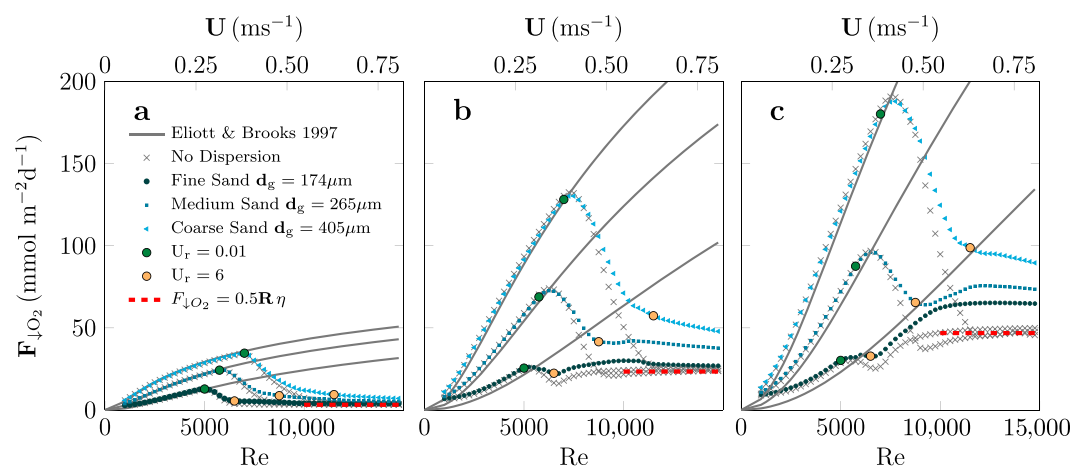 U (ms⁻¹) U (ms⁻¹) U (ms⁻¹)
0 0.25 0.50 0.75 0.25 0.50 0.75 0.25 0.50 0.75
a b c
F↓O₂ (mmol m⁻²d⁻¹)
200
150
100
50
0
Eliott & Brooks 1997
No Dispersion
Fine Sand d_g = 174μm
Medium Sand d_g = 265μm
Coarse Sand d_g = 405μm
U_r = 0.01
U_r = 6
F↓O₂ = 0.5R η
0 5000 10,000 0 5000 10,000 0 5000 10,000 15,000
Re Re Re